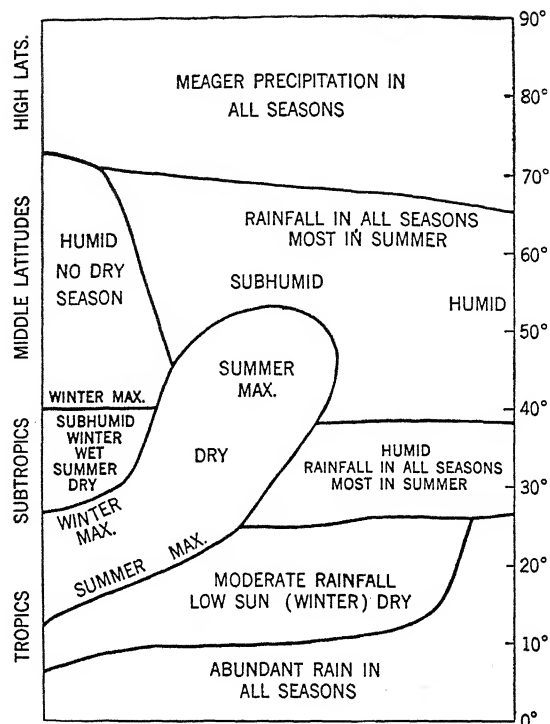 90°
HIGH LATS.
MEAGER PRECIPITATION IN
ALL SEASONS
80°
70°
MIDDLE LATITUDES
RAINFALL IN ALL SEASONS
MOST IN SUMMER
HUMID
NO DRY
SEASON
60°
SUBHUMID
HUMID
50°
SUMMER
MAX.
WINTER MAX.
40°
SUBTROPICS
SUBHUMID
WINTER
WET
SUMMER
DRY
DRY
HUMID
RAINFALL IN ALL SEASONS
MOST IN SUMMER
30°
WINTER
MAX.
SUMMER MAX.
20°
TROPICS
MODERATE RAINFALL
LOW SUN (WINTER) DRY
10°
ABUNDANT RAIN IN
ALL SEASONS
0°